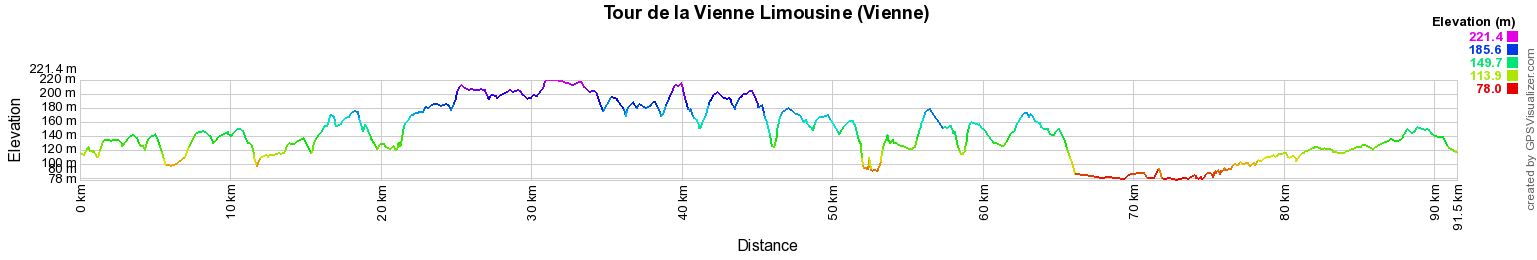 Tour de la Vienne Limousine (Vienne)
Elevation (m)
221.4
185.6
149.7
113.9
78.0
221.4 m
220 m
200 m
180 m
160 m
140 m
120 m
100 m
80 m
78 m
Elevation
0 km
10 km
20 km
30 km
40 km
50 km
60 km
70 km
80 km
90 km
91.5 km
Distance
created by GPSVisualizer.com